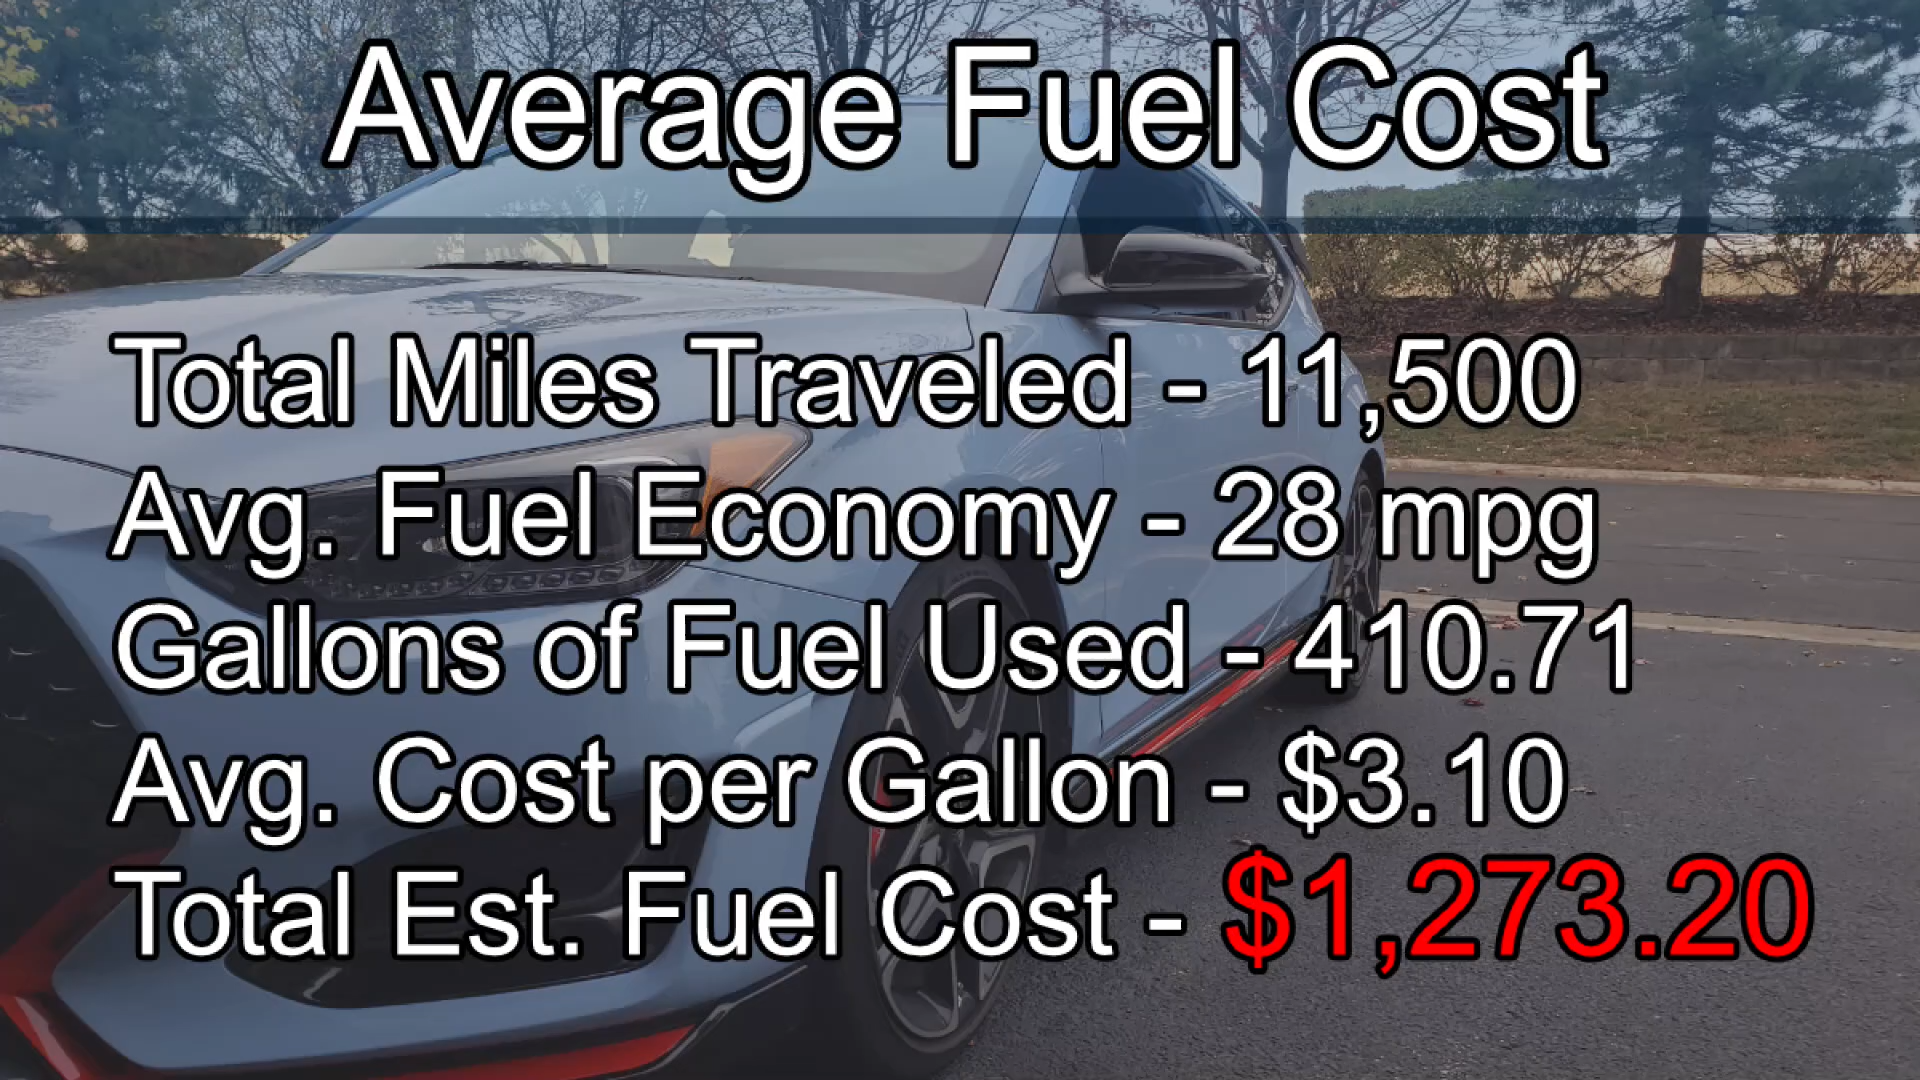 Average Fuel Cost
Total Miles Traveled - 11,500
Avg. Fuel Economy - 28 mpg
Gallons of Fuel Used - 410.71
Avg. Cost per Gallon - $3.10
Total Est. Fuel Cost - $1,273.20